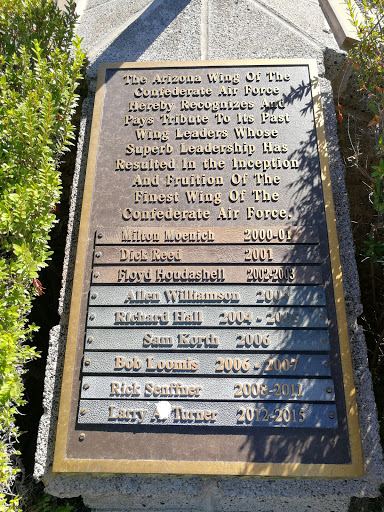 The Arizona Wing Of The
Confederate Air Force
Hereby Recognizes And
Pays Tribute To Its Past
Wing Leaders Whose
Superb Leadership Has
Resulted In the Inception
And Fruition Of The
Finest Wing Of The
Confederate Air Force.
Milton Moenich 2000-01
Dick Reed 2001
Floyd Houdashell 2002-2003
Allen Williamson
Richard Hall 2004 -
Sam Korth 2006
Bob Loomis 2006 - 2007
Rick Senffner 2008-2011
Larry A. Turner 2012-2015